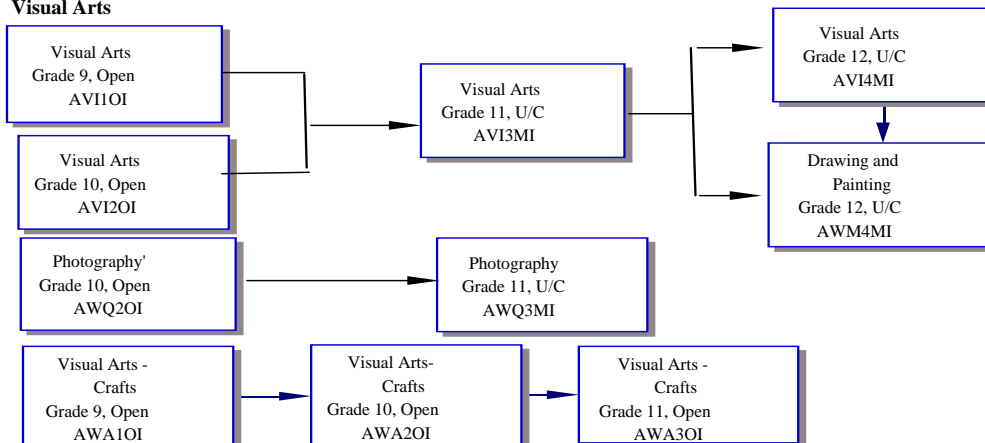 Visual Arts
Visual Arts
Grade 9, Open
AVI1OI
Visual Arts
Grade 10, Open
AVI2OI
Visual Arts
Grade 11, U/C
AVI3MI
Visual Arts
Grade 12, U/C
AVI4MI
Drawing and
Painting
Grade 12, U/C
AWM4MI
Photography'
Grade 10, Open
AWQ2OI
Photography
Grade 11, U/C
AWQ3MI
Visual Arts -
Crafts
Grade 9, Open
AWA1OI
Visual Arts-
Crafts
Grade 10, Open
AWA2OI
Visual Arts -
Crafts
Grade 11, Open
AWA3OI